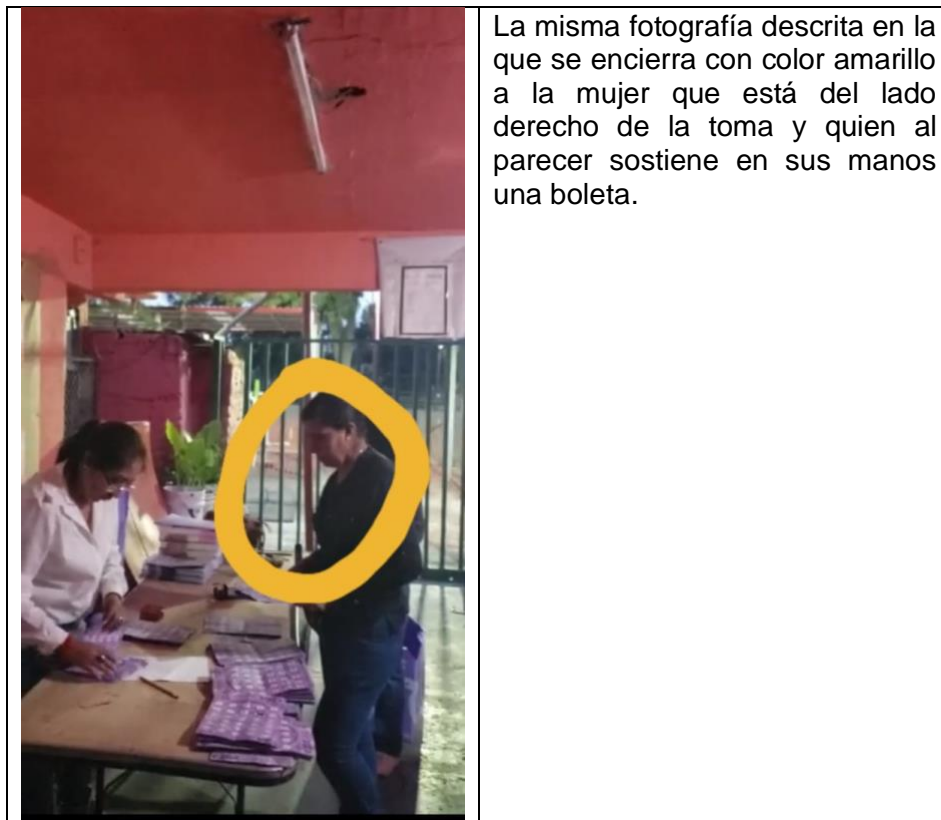 La misma fotografía descrita en la
que se encierra con color amarillo
a la mujer que está del lado
derecho de la toma y quien al
parecer sostiene en sus manos
una boleta.